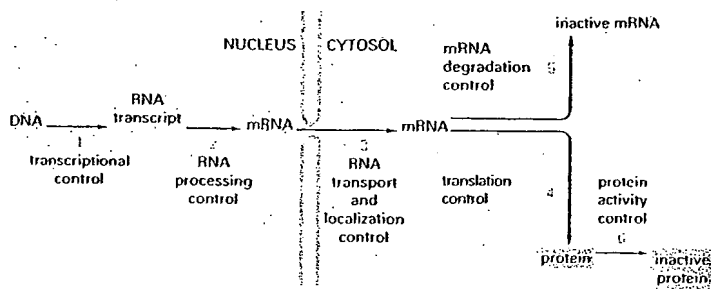 NUCLEUS
CYTOSOL
inactive mRNA
mRNA
degradation
control
5
DNA
RNA
transcript
mRNA
mRNA
1
transcriptional
control
2
RNA
processing
control
3
RNA
transport
and
localization
control
translation
control
4
protein
activity
control
6
protein
inactive
protein